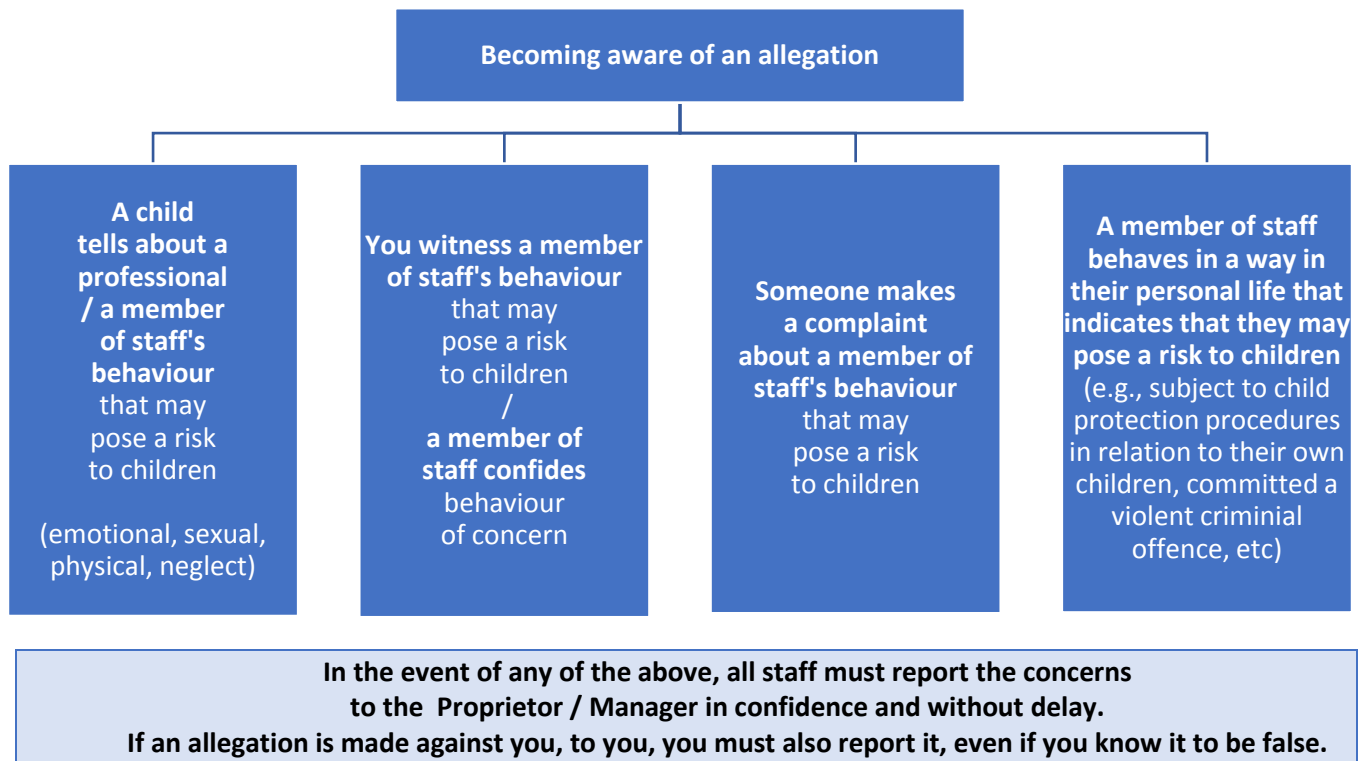 Becoming aware of an allegation
A child
tells about a
professional
/ a member
of staff's
behaviour
that may
pose a risk
to children
(emotional, sexual,
physical, neglect)
You witness a member
of staff's behaviour
that may
pose a risk
to children
/
a member of
staff confides
behaviour
of concern
Someone makes
a complaint
about a member of
staff's behaviour
that may
pose a risk
to children
A member of staff
behaves in a way in
their personal life that
indicates that they may
pose a risk to children
(e.g., subject to child
protection procedures
in relation to their own
children, committed a
violent criminial
offence, etc)
In the event of any of the above, all staff must report the concerns
to the Proprietor / Manager in confidence and without delay.
If an allegation is made against you, to you, you must also report it, even if you know it to be false.